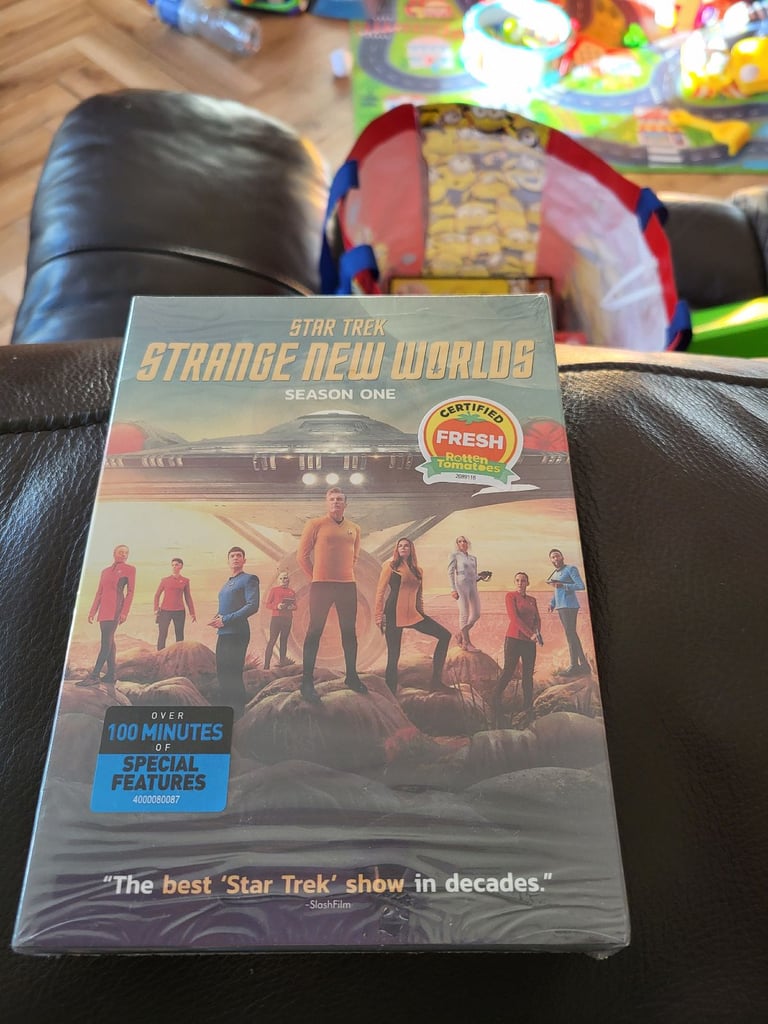 STAR TREK
STRANGE NEW WORLDS
SEASON ONE
CERTIFIED
FRESH
Rotten
Tomatoes
OVER
100 MINUTES
OF
SPECIAL
FEATURES
4000080087
“The best ‘Star Trek’ show in decades.”
-SlashFilm